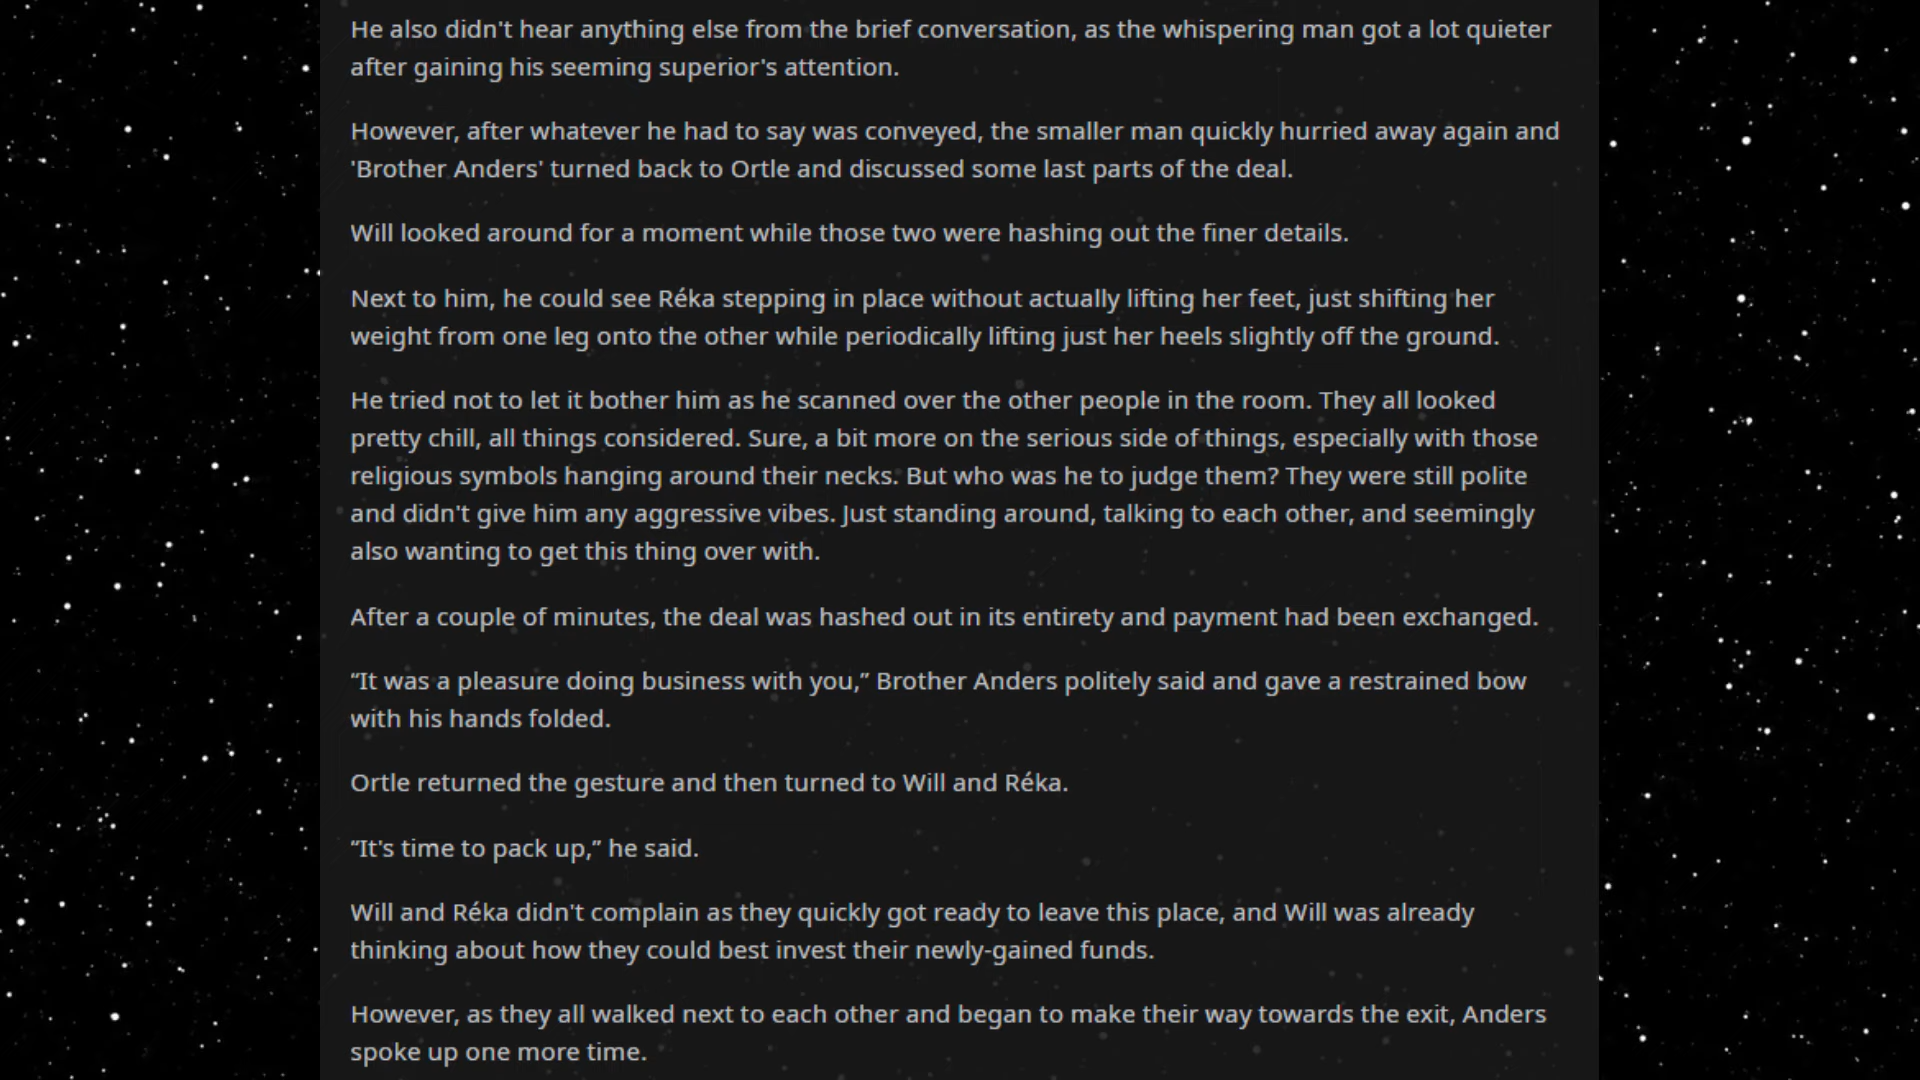 He also didn't hear anything else from the brief conversation, as the whispering man got a lot quieter
after gaining his seeming superior's attention.
However, after whatever he had to say was conveyed, the smaller man quickly hurried away again and
'Brother Anders' turned back to Ortle and discussed some last parts of the deal.
Will looked around for a moment while those two were hashing out the finer details.
Next to him, he could see Réka stepping in place without actually lifting her feet, just shifting her
weight from one leg onto the other while periodically lifting just her heels slightly off the ground.
He tried not to let it bother him as he scanned over the other people in the room. They all looked
pretty chill, all things considered. Sure, a bit more on the serious side of things, especially with those
religious symbols hanging around their necks. But who was he to judge them? They were still polite
and didn't give him any aggressive vibes. Just standing around, talking to each other, and seemingly
also wanting to get this thing over with.
After a couple of minutes, the deal was hashed out in its entirety and payment had been exchanged.
“It was a pleasure doing business with you,” Brother Anders politely said and gave a restrained bow
with his hands folded.
Ortle returned the gesture and then turned to Will and Réka.
“It's time to pack up,” he said.
Will and Réka didn't complain as they quickly got ready to leave this place, and Will was already
thinking about how they could best invest their newly-gained funds.
However, as they all walked next to each other and began to make their way towards the exit, Anders
spoke up one more time.